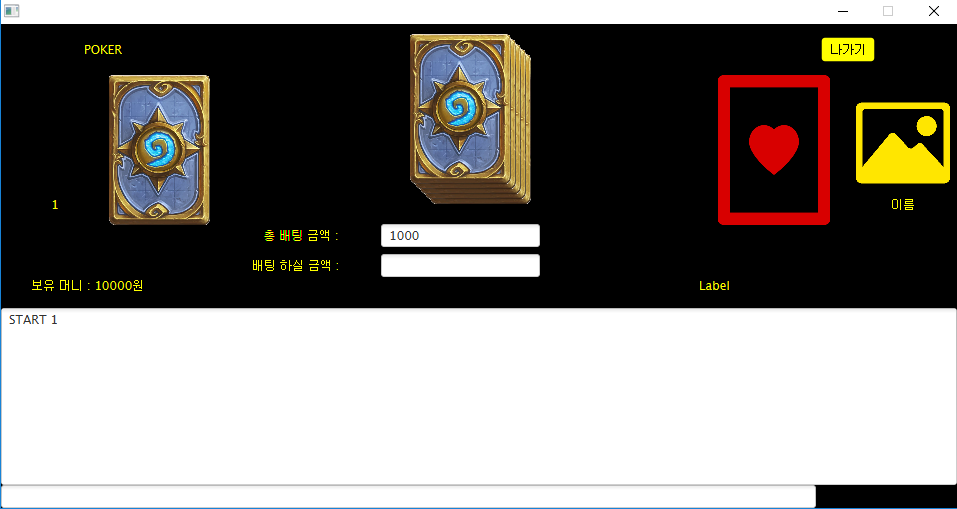 POKER
나가기
1
이름
총 배팅 금액 :
1000
배팅 하실 금액 :
보유 머니 : 10000원
Label
START 1